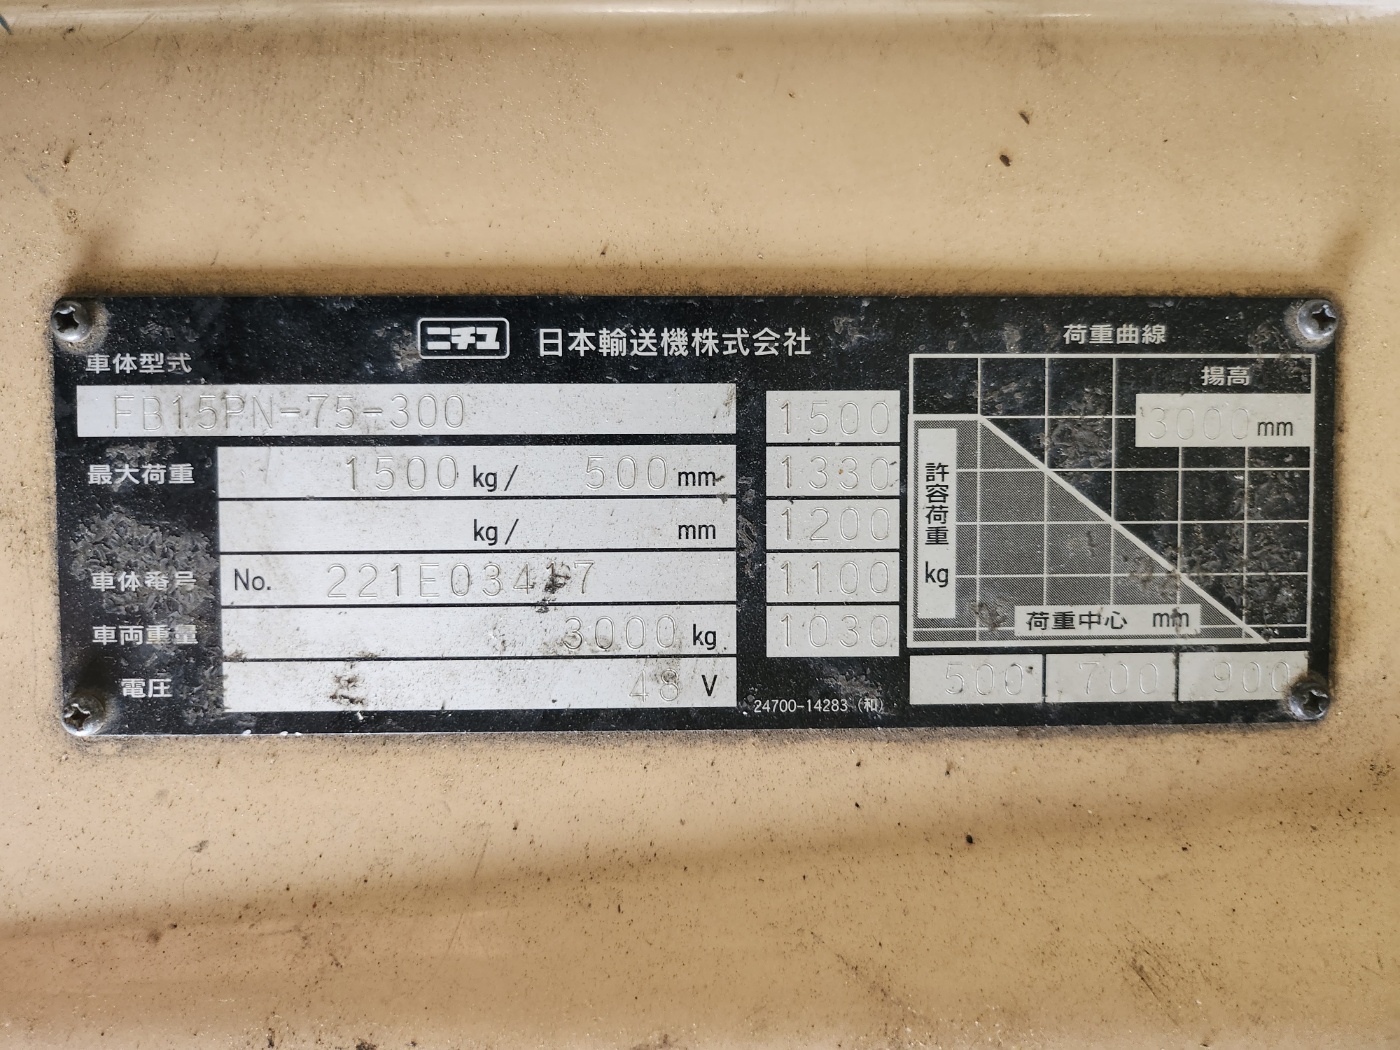 ニチユ 日本輸送機株式会社
車体型式
FB15PN-75-300
最大荷重 1500 kg/ 500 mm
kg/ mm
車体番号 No.
車両重量 3000 kg
電圧 48 V
1500
1330
1200
1100
1030
24700-14283 (和)
荷重曲線
揚高
3000 mm
許容荷重 kg
荷重中心 mm
500 700 900